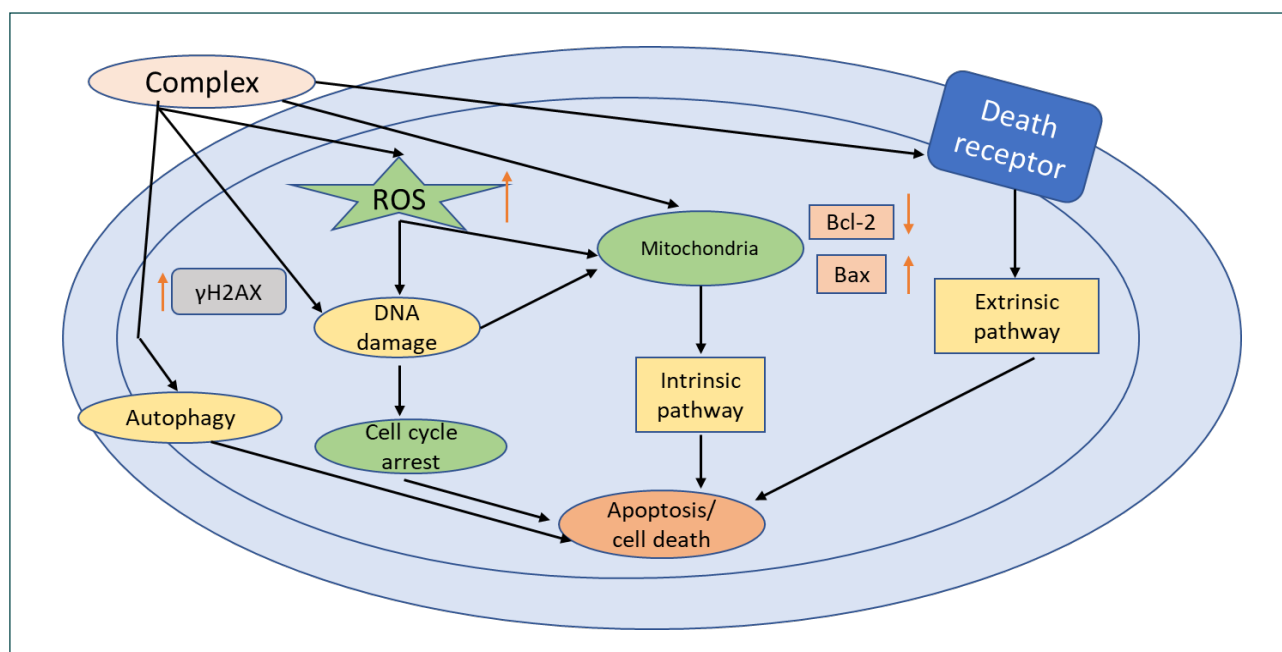 Complex
Death
receptor
ROS
Bcl-2
Mitochondria
Bax
γH2AX
DNA
damage
Extrinsic
pathway
Intrinsic
pathway
Autophagy
Cell cycle
arrest
Apoptosis/
cell death